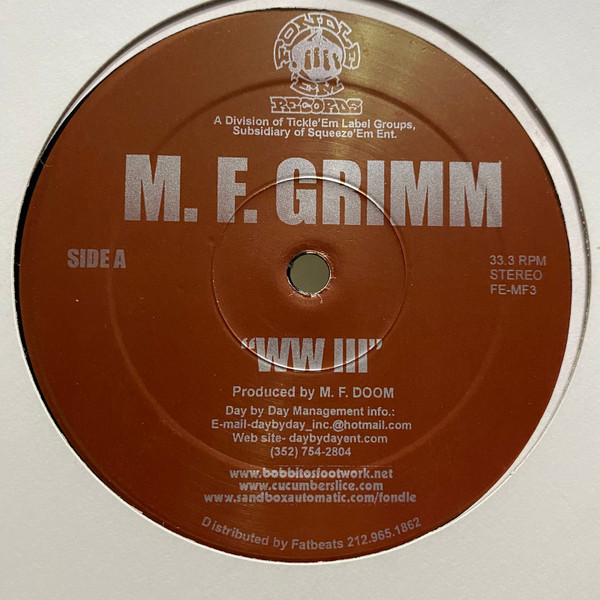 FONDLE
'EM
RECORDS
A Division of Tickle'Em Label Groups,
Subsidiary of Squeeze'Em Ent.
M. F. GRIMM
SIDE A
33.3 RPM
STEREO
FE-MF3
"WW III"
Produced by M. F. DOOM
Day by Day Management info.:
E-mail-daybyday_inc.@hotmail.com
Web site- daybydayent.com
(352) 754-2804
www.bobbitosfootwork.net
www.cucumberslice.com
www.sandboxautomatic.com/fondle
Distributed by Fatbeats 212.965.1862